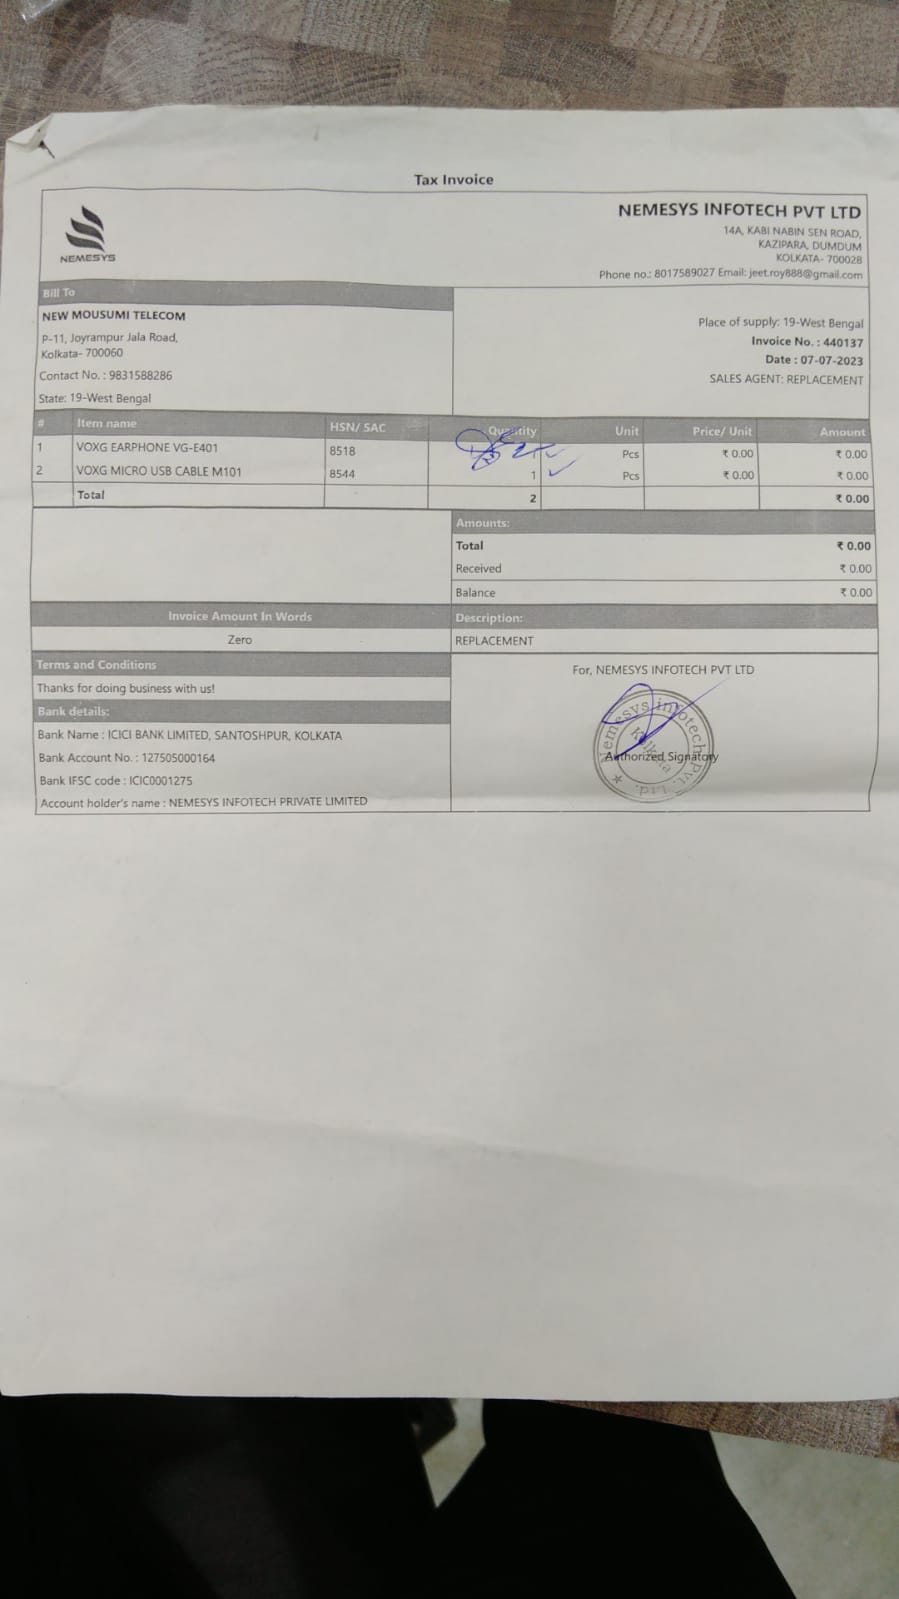 Tax Invoice
NEMESYS
NEMESYS INFOTECH PVT LTD
14A, KABI NABIN SEN ROAD,
KAZIPARA, DUMDUM
KOLKATA- 700028
Phone no.: 8017589027 Email: jeet.roy888@gmail.com
Bill To
NEW MOUSUMI TELECOM
P-11, Joyrampur Jala Road,
Kolkata- 700060
Contact No. : 9831588286
State: 19-West Bengal
Place of supply: 19-West Bengal
Invoice No. : 440137
Date : 07-07-2023
SALES AGENT: REPLACEMENT
# Item name HSN/ SAC Quantity Unit Price/ Unit Amount
1 VOXG EARPHONE VG-E401 8518 Pcs ₹ 0.00 ₹ 0.00
2 VOXG MICRO USB CABLE M101 8544 1 Pcs ₹ 0.00 ₹ 0.00
Total 2 ₹ 0.00
Amounts:
Total ₹ 0.00
Received ₹ 0.00
Balance ₹ 0.00
Invoice Amount In Words
Zero
Description:
REPLACEMENT
Terms and Conditions
Thanks for doing business with us!
Bank details:
Bank Name : ICICI BANK LIMITED, SANTOSHPUR, KOLKATA
Bank Account No. : 127505000164
Bank IFSC code : ICIC0001275
Account holder's name : NEMESYS INFOTECH PRIVATE LIMITED
For, NEMESYS INFOTECH PVT LTD
Nemesys infotech Pvt. Ltd.
Kolkata
Authorized Signatory